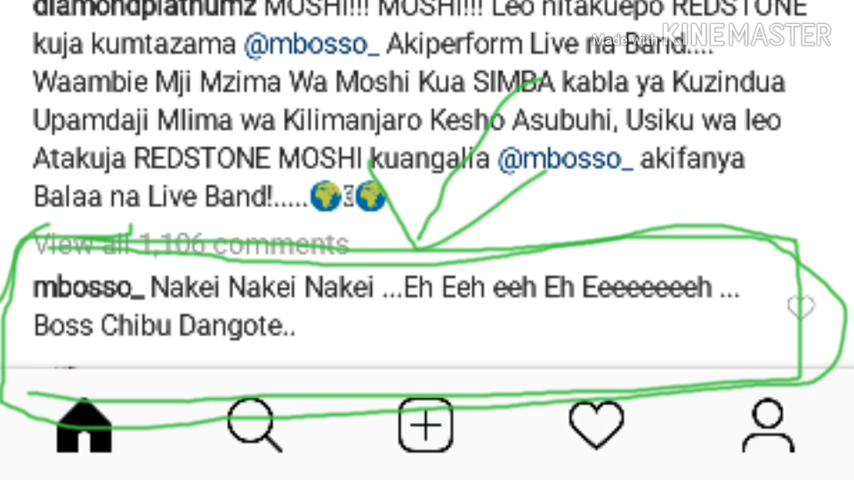 diamondplatnumz MOSHI!!! MOSHI!!! Leo nitakuepo REDSTONE
kuja kumtazama @mbosso_ Akiperform Live na Band....
Made with KINEMASTER
Waambie Mji Mzima Wa Moshi Kua SIMBA kabla ya Kuzindua
Upamdaji Mlima wa Kilimanjaro Kesho Asubuhi, Usiku wa leo
Atakuja REDSTONE MOSHI kuangalia @mbosso_ akifanya
Balaa na Live Band!.....🌍🌍
View all 1,106 comments
mbosso_ Nakei Nakei Nakei ...Eh Eeh eeh Eh Eeeeeeeeh ...
Boss Chibu Dangote..